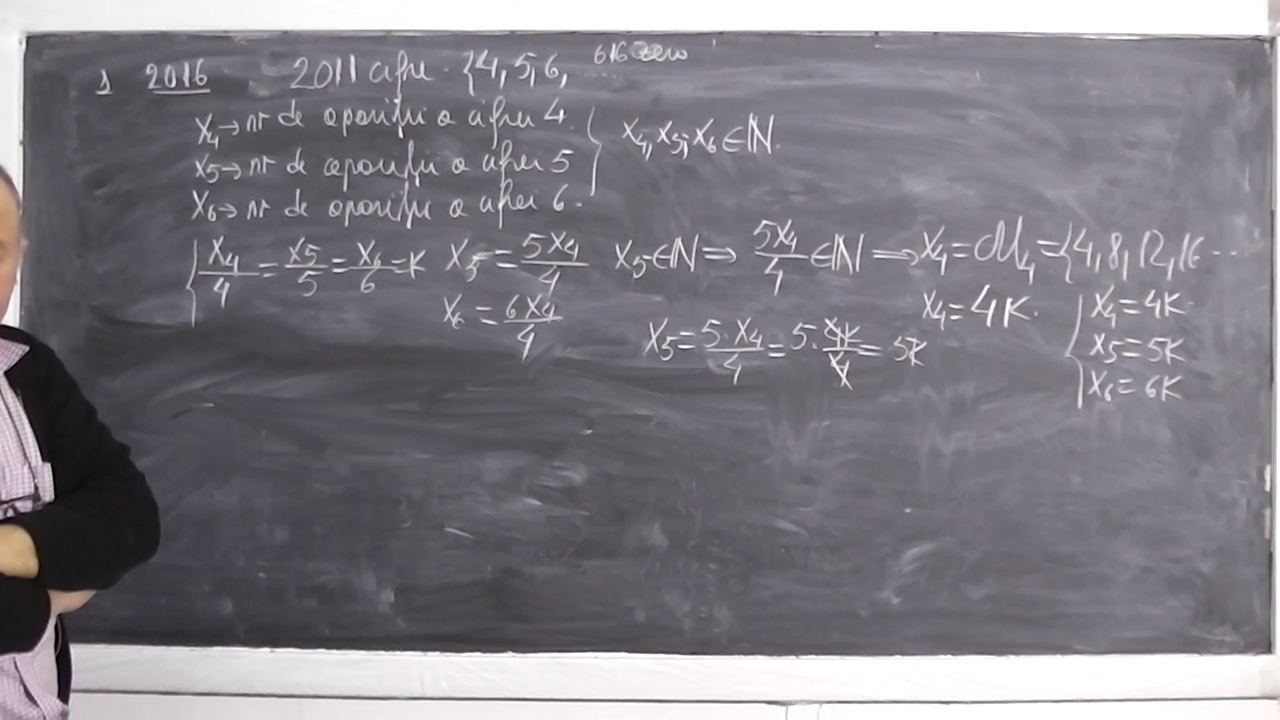 1 2016 2011 cifre {4, 5, 6, ....
x₄→ nr de apariții a cifrei 4.
x₅→ nr de apariții a cifrei 5
x₆→ nr de apariții a cifrei 6.
x₄, x₅, x₆ ∈ ℕ.
x₄/4 = x₅/5 = x₆/6 = K x₅ = 5x₄/4 x₅∈ℕ ⇒ 5x₄/4 ∈ℕ ⇒ x₄ = M₄ = {4, 8, 12, 16 ...
x₆ = 6x₄/4 x₄ = 4K.
x₅ = 5·x₄/4 = 5·4K/4 = 5K
x₄ = 4K
x₅ = 5K
x₆ = 6K